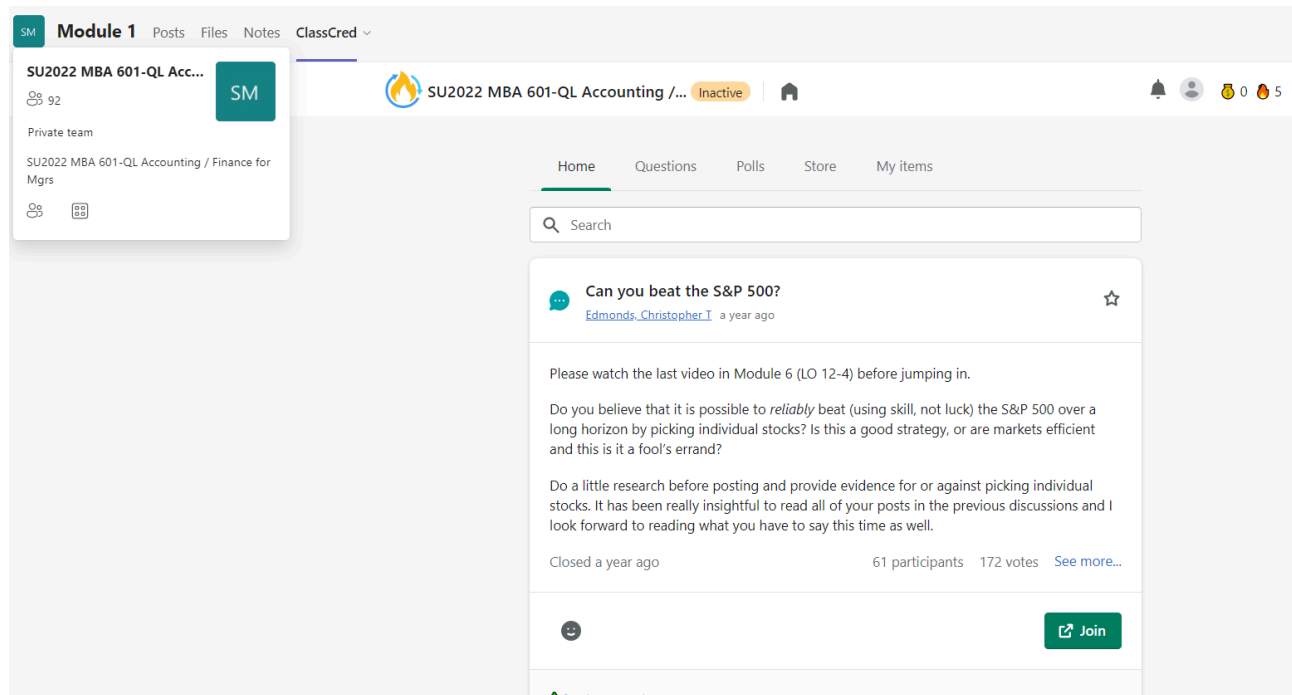 SM Module 1 Posts Files Notes ClassCred
SU2022 MBA 601-QL Acc...
92
SM
Private team
SU2022 MBA 601-QL Accounting / Finance for
Mgrs
SU2022 MBA 601-QL Accounting /... Inactive 0 5
Home Questions Polls Store My items
Search
Can you beat the S&P 500?
Edmonds, Christopher T a year ago
Please watch the last video in Module 6 (LO 12-4) before jumping in.
Do you believe that it is possible to reliably beat (using skill, not luck) the S&P 500 over a
long horizon by picking individual stocks? Is this a good strategy, or are markets efficient
and this is it a fool's errand?
Do a little research before posting and provide evidence for or against picking individual
stocks. It has been really insightful to read all of your posts in the previous discussions and I
look forward to reading what you have to say this time as well.
Closed a year ago 61 participants 172 votes See more...
Join